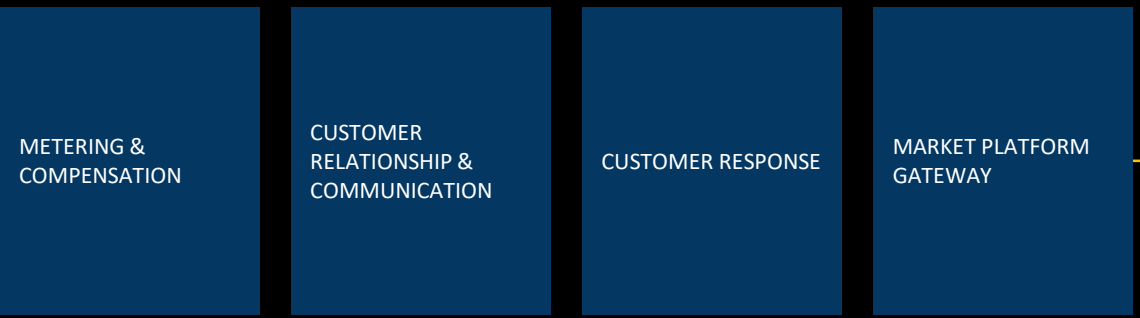 METERING &
COMPENSATION
CUSTOMER
RELATIONSHIP &
COMMUNICATION
CUSTOMER RESPONSE
MARKET PLATFORM
GATEWAY